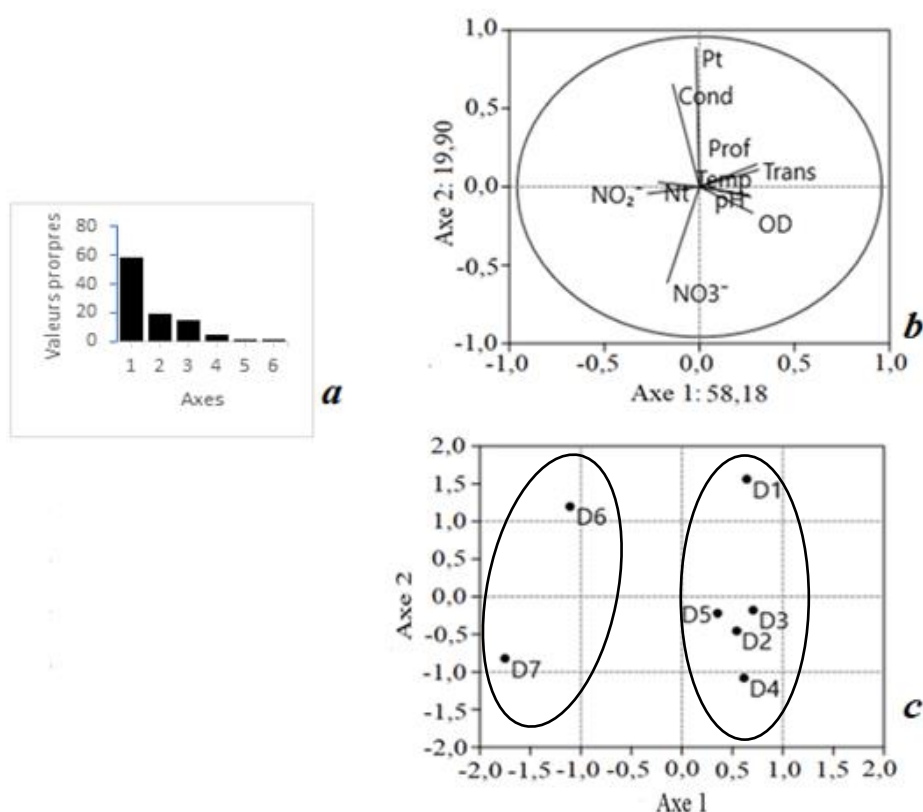 Valeurs prorpres
80
60
40
20
0
1 2 3 4 5 6
Axes
a
Axe 2: 19,90
1,0
0,5
0,0
-0,5
-1,0
Pt
Cond
Prof
Temp
Trans
NO₂⁻
Nt
pH
OD
NO3⁻
-1,0 -0,5 0,0 0,5 1,0
Axe 1: 58,18
b
Axe 2
2,0
1,5
1,0
0,5
0,0
-0,5
-1,0
-1,5
-2,0
D1
D6
D5
D3
D2
D7
D4
-2,0 -1,5 -1,0 -0,5 0,0 0,5 1,0 1,5 2,0
Axe 1
c